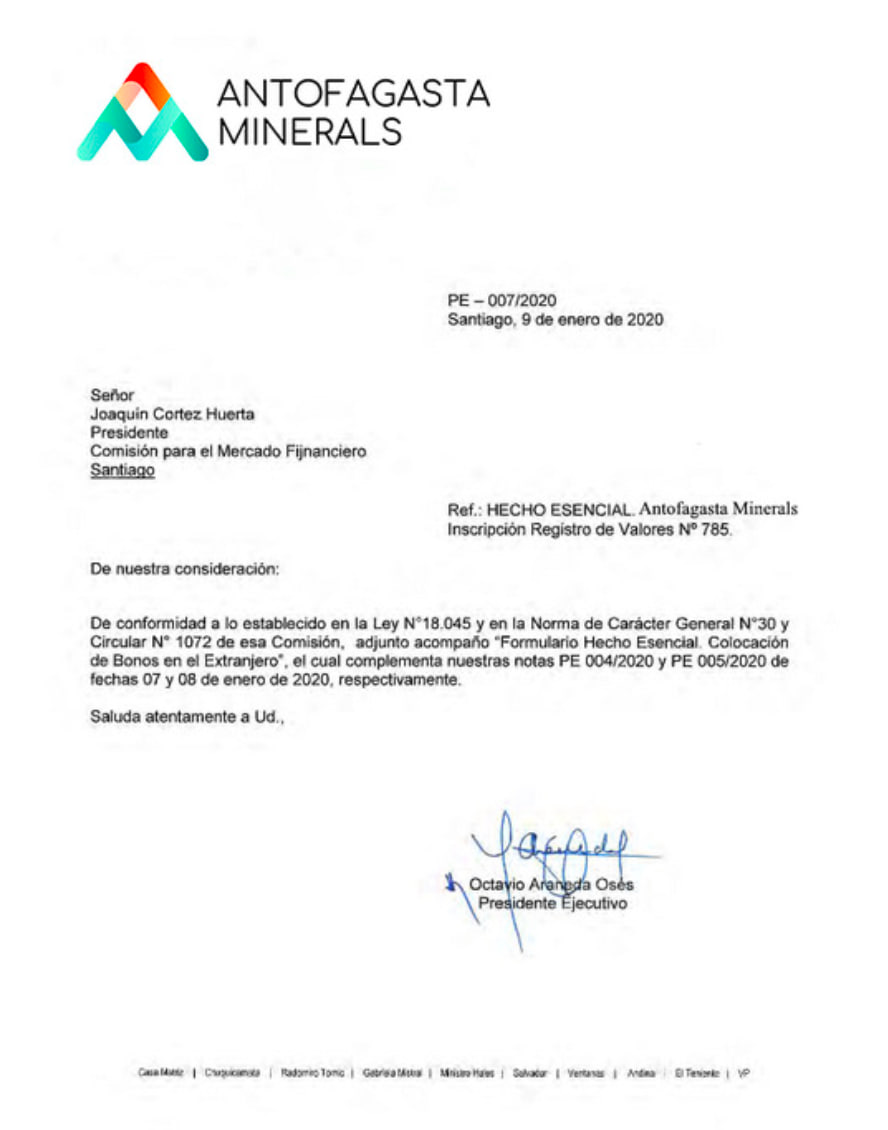 ANTOFAGASTA
MINERALS
PE – 007/2020
Santiago, 9 de enero de 2020
Señor
Joaquín Cortez Huerta
Presidente
Comisión para el Mercado Fijnanciero
Santiago
Ref.: HECHO ESENCIAL. Antofagasta Minerals
Inscripción Registro de Valores Nº 785.
De nuestra consideración:
De conformidad a lo establecido en la Ley N°18.045 y en la Norma de Carácter General N°30 y
Circular N° 1072 de esa Comisión, adjunto acompaño "Formulario Hecho Esencial. Colocación
de Bonos en el Extranjero", el cual complementa nuestras notas PE 004/2020 y PE 005/2020 de
fechas 07 y 08 de enero de 2020, respectivamente.
Saluda atentamente a Ud.,
Octavio Araneda Osés
Presidente Ejecutivo
Casa Matriz | Chuquicamata | Radomiro Tomic | Gabriela Mistral | Ministro Hales | Salvador | Ventanas | Andina | El Teniente | VP